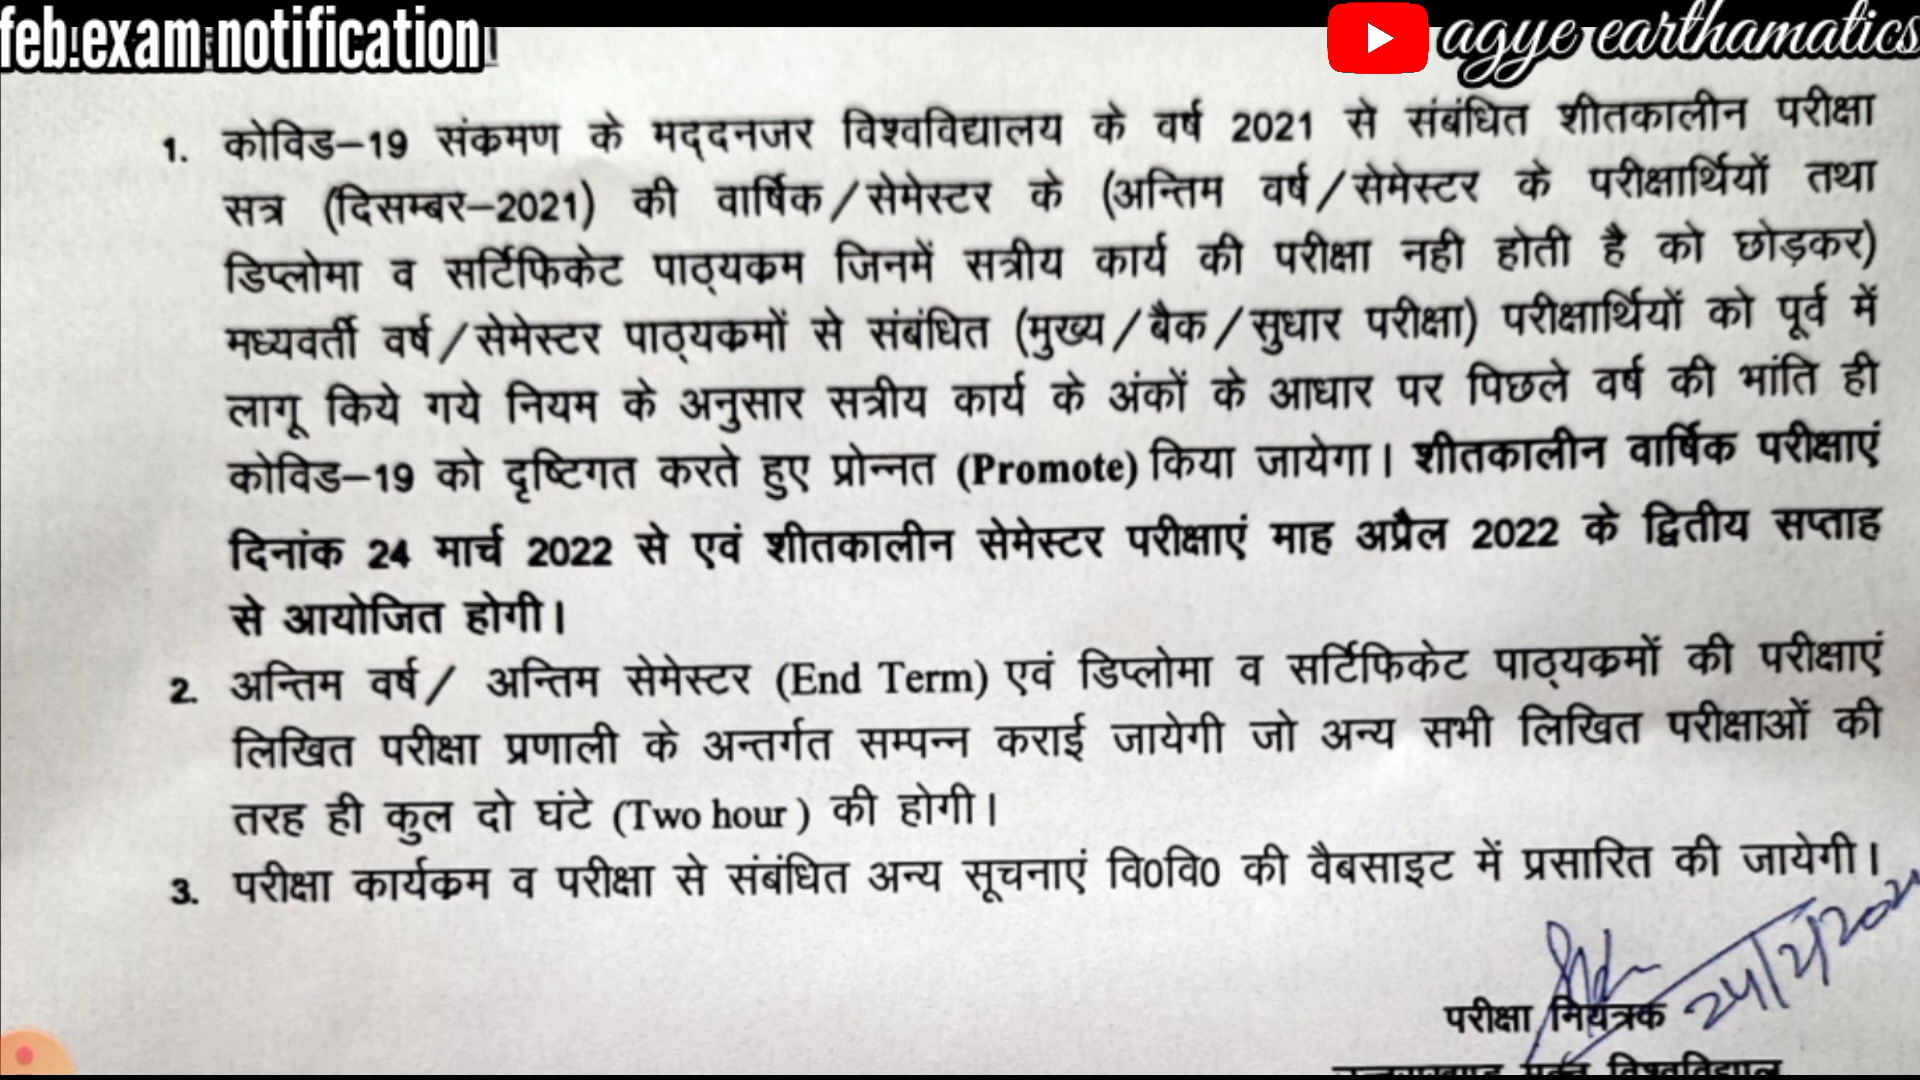 feb.exam notification
agye earthamatics
1. कोविड–19 संक्रमण के मद्दनजर विश्वविद्यालय के वर्ष 2021 से संबंधित शीतकालीन परीक्षा
सत्र (दिसम्बर–2021) की वार्षिक/सेमेस्टर के (अन्तिम वर्ष/सेमेस्टर के परीक्षार्थियों तथा
डिप्लोमा व सर्टिफिकेट पाठ्यक्रम जिनमें सत्रीय कार्य की परीक्षा नही होती है को छोड़कर)
मध्यवर्ती वर्ष/सेमेस्टर पाठ्यक्रमों से संबंधित (मुख्य/बैक/सुधार परीक्षा) परीक्षार्थियों को पूर्व में
लागू किये गये नियम के अनुसार सत्रीय कार्य के अंकों के आधार पर पिछले वर्ष की भांति ही
कोविड–19 को दृष्टिगत करते हुए प्रोन्नत (Promote) किया जायेगा। शीतकालीन वार्षिक परीक्षाएं
दिनांक 24 मार्च 2022 से एवं शीतकालीन सेमेस्टर परीक्षाएं माह अप्रैल 2022 के द्वितीय सप्ताह
से आयोजित होगी।
2. अन्तिम वर्ष/ अन्तिम सेमेस्टर (End Term) एवं डिप्लोमा व सर्टिफिकेट पाठ्यक्रमों की परीक्षाएं
लिखित परीक्षा प्रणाली के अन्तर्गत सम्पन्न कराई जायेगी जो अन्य सभी लिखित परीक्षाओं की
तरह ही कुल दो घंटे (Two hour ) की होगी।
3. परीक्षा कार्यक्रम व परीक्षा से संबंधित अन्य सूचनाएं वि0वि0 की वैबसाइट में प्रसारित की जायेगी।
परीक्षा नियंत्रक